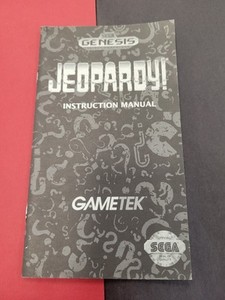 GENESIS
JEOPARDY!
INSTRUCTION MANUAL
GAMETEK
SEGA